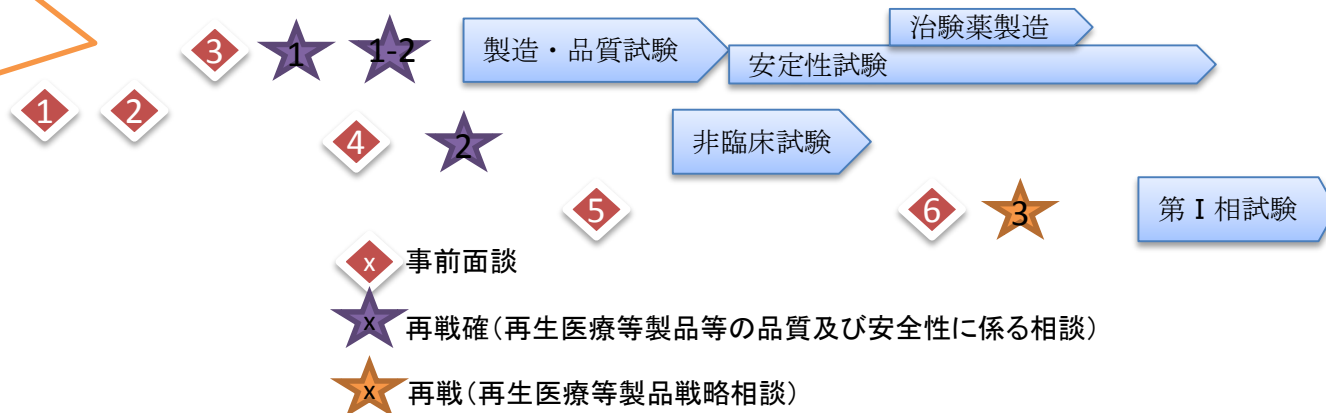 治験薬製造
3 1 1-2 製造・品質試験
安定性試験
1 2
4 2 非臨床試験
5 6 3 第Ⅰ相試験
x 事前面談
x 再戦確(再生医療等製品等の品質及び安全性に係る相談)
x 再戦(再生医療等製品戦略相談)